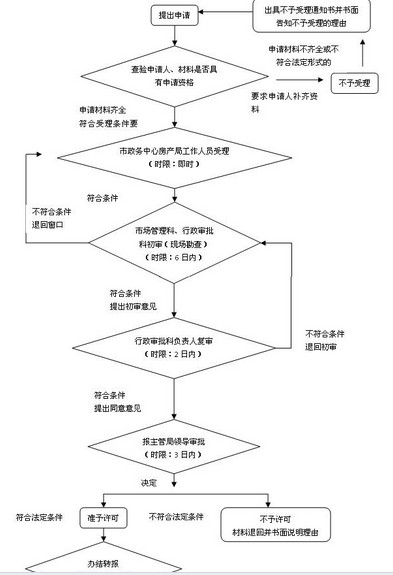 提出申请
出具不予受理通知书并书面
告知不予受理的理由
查验申请人、材料是否具
有申请资格
申请材料不齐全或不
符合法定形式的
不予受理
要求申请人补齐资
料
申请材料齐全
符合受理条件要
市政务中心房产局工作人员受理
(时限:即时)
符合条件
不符合条件
退回窗口
市场管理科、行政审批
科初审(现场勘查)
(时限:6日内)
符合条件
提出初审意见
行政审批科负责人复审
(时限:2日内)
不符合条件
退回初审
符合条件
提出同意意见
报主管局领导审批
(时限:3日内)
决定
符合法定条件
准予许可
不符合法定条件
不予许可
材料退回并书面说明理由
办结转报